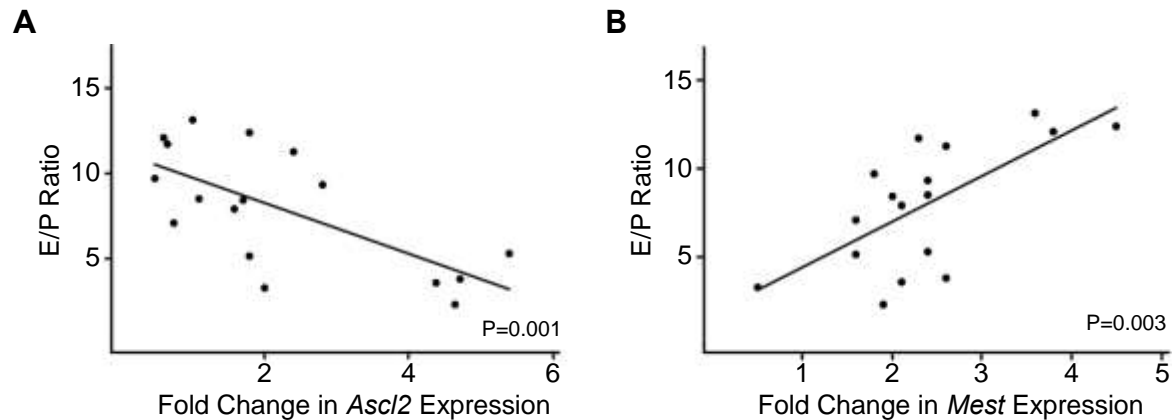 A
E/P Ratio
15
10
5
P=0.001
2
4
6
Fold Change in Ascl2 Expression
B
E/P Ratio
15
10
5
P=0.003
1
2
3
4
5
Fold Change in Mest Expression